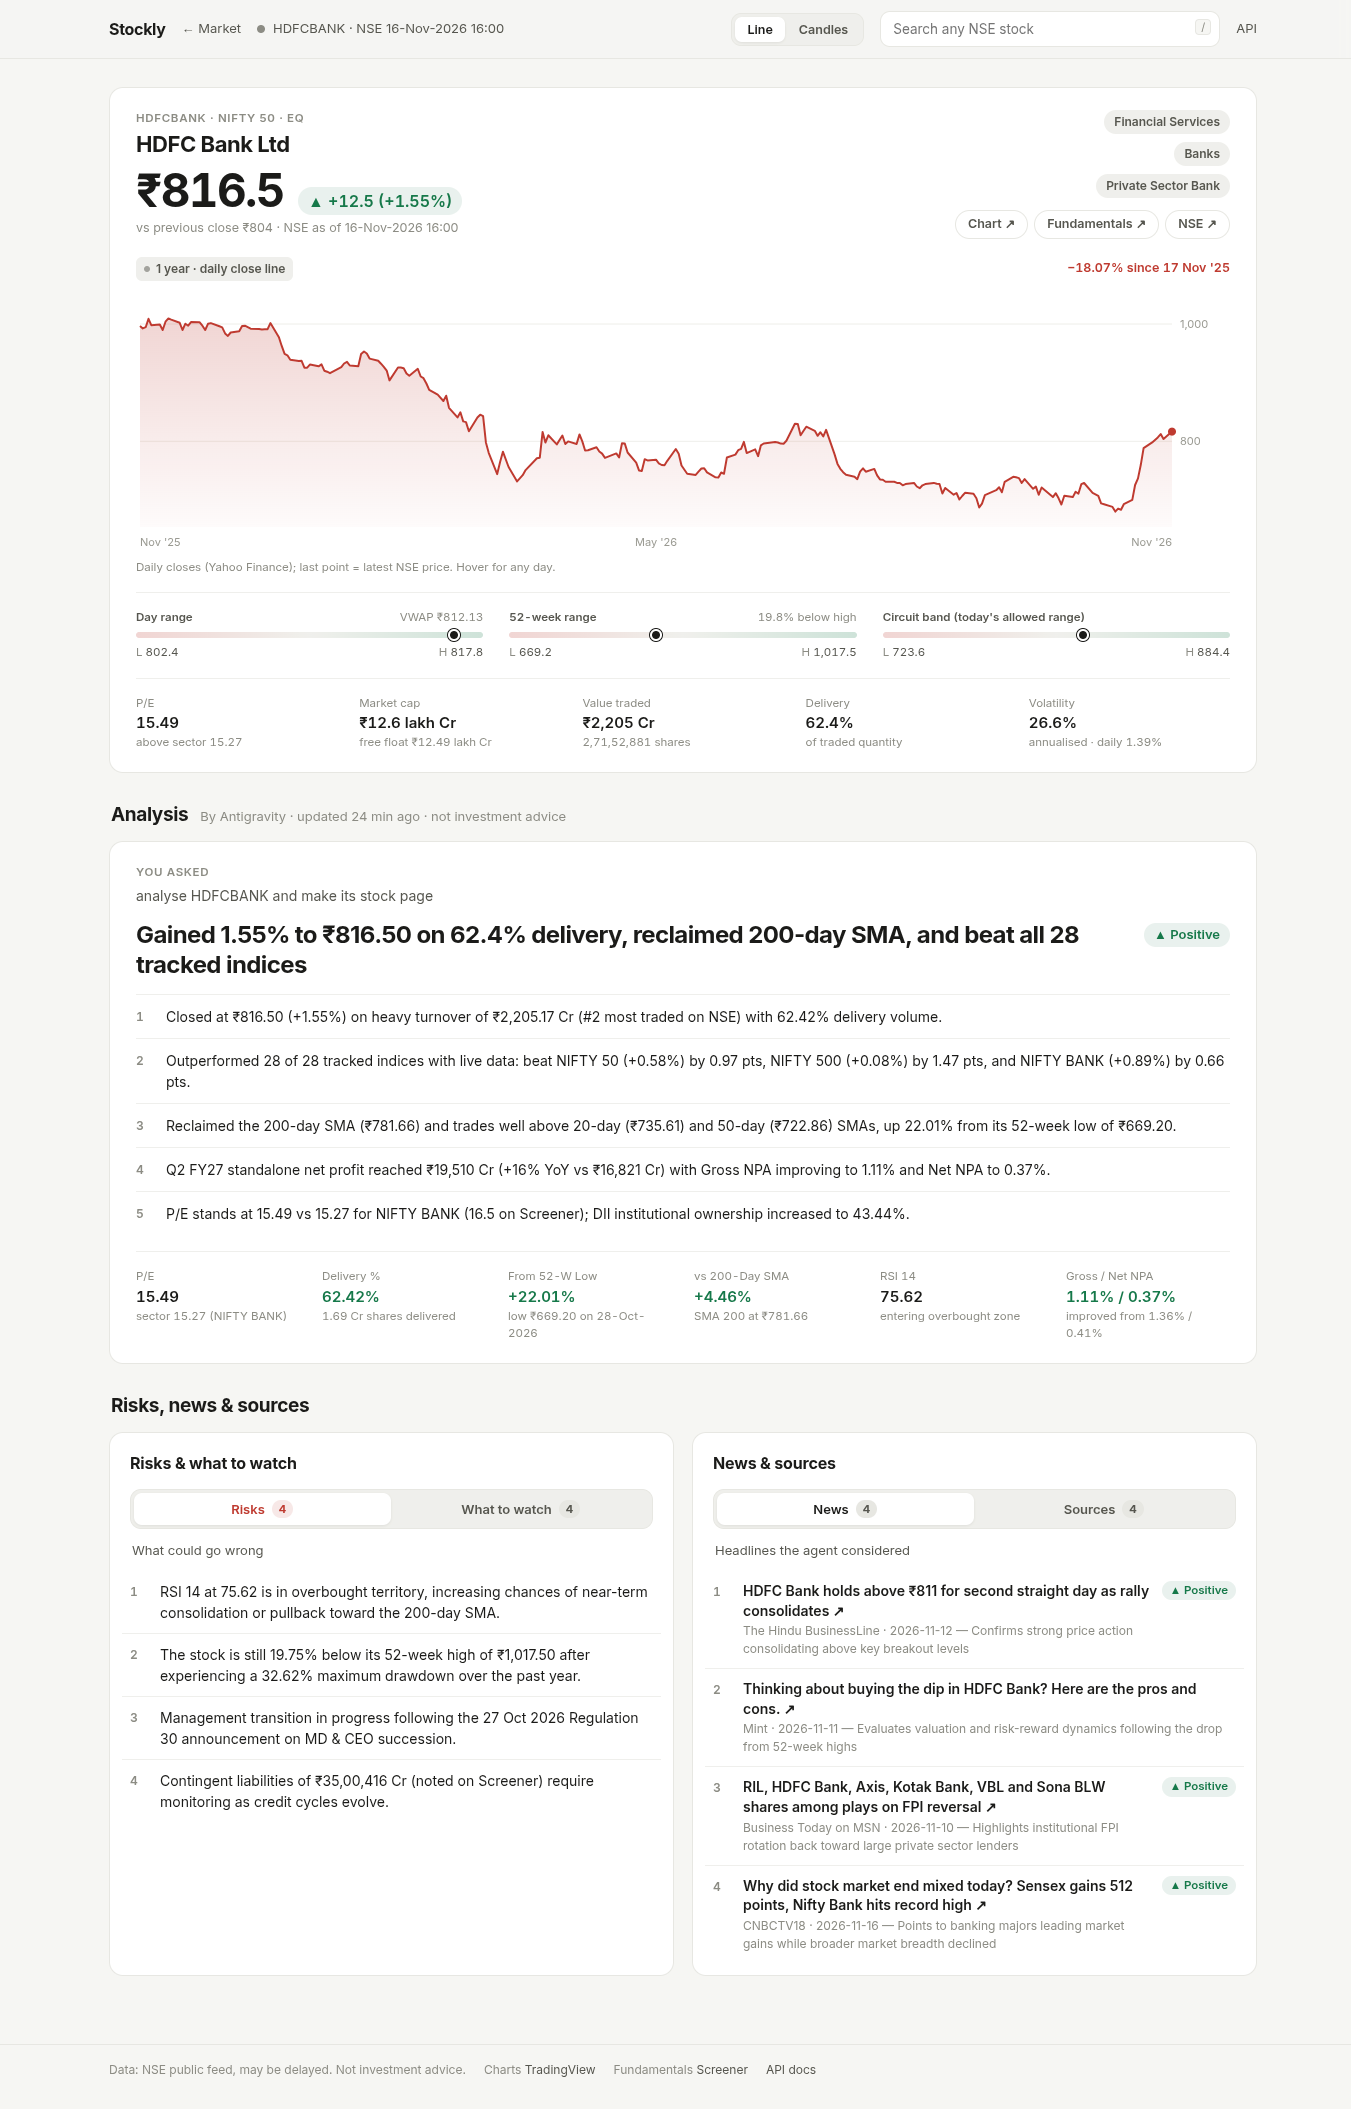 Stockly ← Market HDFCBANK · NSE 16-Nov-2026 16:00 Line Candles Search any NSE stock / API
HDFCBANK · NIFTY 50 · EQ
HDFC Bank Ltd
₹816.5 ▲ +12.5 (+1.55%)
vs previous close ₹804 · NSE as of 16-Nov-2026 16:00
Financial Services
Banks
Private Sector Bank
Chart ↗ Fundamentals ↗ NSE ↗
1 year · daily close line −18.07% since 17 Nov '25
1,000
800
Nov '25 May '26 Nov '26
Daily closes (Yahoo Finance); last point = latest NSE price. Hover for any day.
Day range VWAP ₹812.13
L 802.4 H 817.8
52-week range 19.8% below high
L 669.2 H 1,017.5
Circuit band (today's allowed range)
L 723.6 H 884.4
P/E
15.49
above sector 15.27
Market cap
₹12.6 lakh Cr
free float ₹12.49 lakh Cr
Value traded
₹2,205 Cr
2,71,52,881 shares
Delivery
62.4%
of traded quantity
Volatility
26.6%
annualised · daily 1.39%
Analysis By Antigravity · updated 24 min ago · not investment advice
YOU ASKED
analyse HDFCBANK and make its stock page
Gained 1.55% to ₹816.50 on 62.4% delivery, reclaimed 200-day SMA, and beat all 28
tracked indices
▲ Positive
1 Closed at ₹816.50 (+1.55%) on heavy turnover of ₹2,205.17 Cr (#2 most traded on NSE) with 62.42% delivery volume.
2 Outperformed 28 of 28 tracked indices with live data: beat NIFTY 50 (+0.58%) by 0.97 pts, NIFTY 500 (+0.08%) by 1.47 pts, and NIFTY BANK (+0.89%) by 0.66
pts.
3 Reclaimed the 200-day SMA (₹781.66) and trades well above 20-day (₹735.61) and 50-day (₹722.86) SMAs, up 22.01% from its 52-week low of ₹669.20.
4 Q2 FY27 standalone net profit reached ₹19,510 Cr (+16% YoY vs ₹16,821 Cr) with Gross NPA improving to 1.11% and Net NPA to 0.37%.
5 P/E stands at 15.49 vs 15.27 for NIFTY BANK (16.5 on Screener); DII institutional ownership increased to 43.44%.
P/E
15.49
sector 15.27 (NIFTY BANK)
Delivery %
62.42%
1.69 Cr shares delivered
From 52-W Low
+22.01%
low ₹669.20 on 28-Oct-
2026
vs 200-Day SMA
+4.46%
SMA 200 at ₹781.66
RSI 14
75.62
entering overbought zone
Gross / Net NPA
1.11% / 0.37%
improved from 1.36% /
0.41%
Risks, news & sources
Risks & what to watch
Risks 4 What to watch 4
What could go wrong
1 RSI 14 at 75.62 is in overbought territory, increasing chances of near-term
consolidation or pullback toward the 200-day SMA.
2 The stock is still 19.75% below its 52-week high of ₹1,017.50 after
experiencing a 32.62% maximum drawdown over the past year.
3 Management transition in progress following the 27 Oct 2026 Regulation
30 announcement on MD & CEO succession.
4 Contingent liabilities of ₹35,00,416 Cr (noted on Screener) require
monitoring as credit cycles evolve.
News & sources
News 4 Sources 4
Headlines the agent considered
1 HDFC Bank holds above ₹811 for second straight day as rally
consolidates ↗
▲ Positive
The Hindu BusinessLine · 2026-11-12 — Confirms strong price action
consolidating above key breakout levels
2 Thinking about buying the dip in HDFC Bank? Here are the pros and
cons. ↗
Mint · 2026-11-11 — Evaluates valuation and risk-reward dynamics following the drop
from 52-week highs
3 RIL, HDFC Bank, Axis, Kotak Bank, VBL and Sona BLW
shares among plays on FPI reversal ↗
▲ Positive
Business Today on MSN · 2026-11-10 — Highlights institutional FPI
rotation back toward large private sector lenders
4 Why did stock market end mixed today? Sensex gains 512
points, Nifty Bank hits record high ↗
▲ Positive
CNBCTV18 · 2026-11-16 — Points to banking majors leading market
gains while broader market breadth declined
Data: NSE public feed, may be delayed. Not investment advice. Charts TradingView Fundamentals Screener API docs